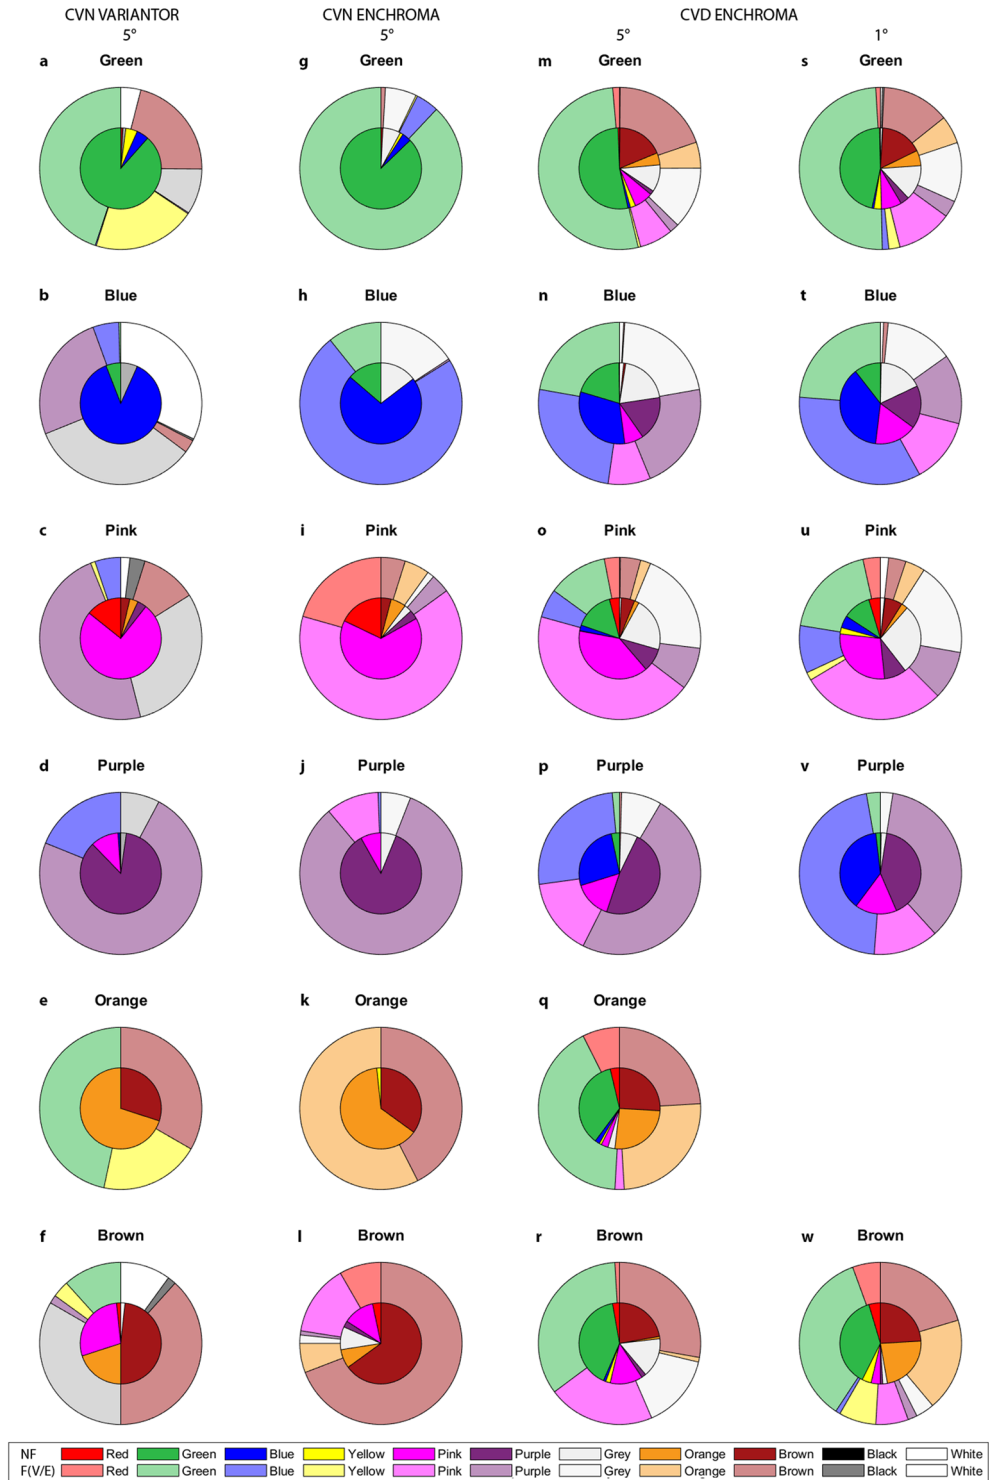 CVN VARIANTOR CVN ENCHROMA CVD ENCHROMA
5° 5° 5° 1°
a g m s
Green Green Green Green
b h n t
Blue Blue Blue Blue
c i o u
Pink Pink Pink Pink
d j p v
Purple Purple Purple Purple
e k q
Orange Orange Orange
f l r w
Brown Brown Brown Brown
NF Red Green Blue Yellow Pink Purple Grey Orange Brown Black White
F(V/E) Red Green Blue Yellow Pink Purple Grey Orange Brown Black White